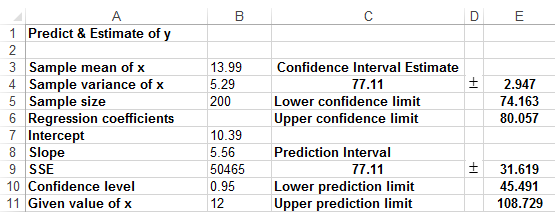 A B C D E
1 Predict & Estimate of y
2
3 Sample mean of x 13.99 Confidence Interval Estimate
4 Sample variance of x 5.29 77.11 ± 2.947
5 Sample size 200 Lower confidence limit 74.163
6 Regression coefficients Upper confidence limit 80.057
7 Intercept 10.39
8 Slope 5.56 Prediction Interval
9 SSE 50465 77.11 ± 31.619
10 Confidence level 0.95 Lower prediction limit 45.491
11 Given value of x 12 Upper prediction limit 108.729